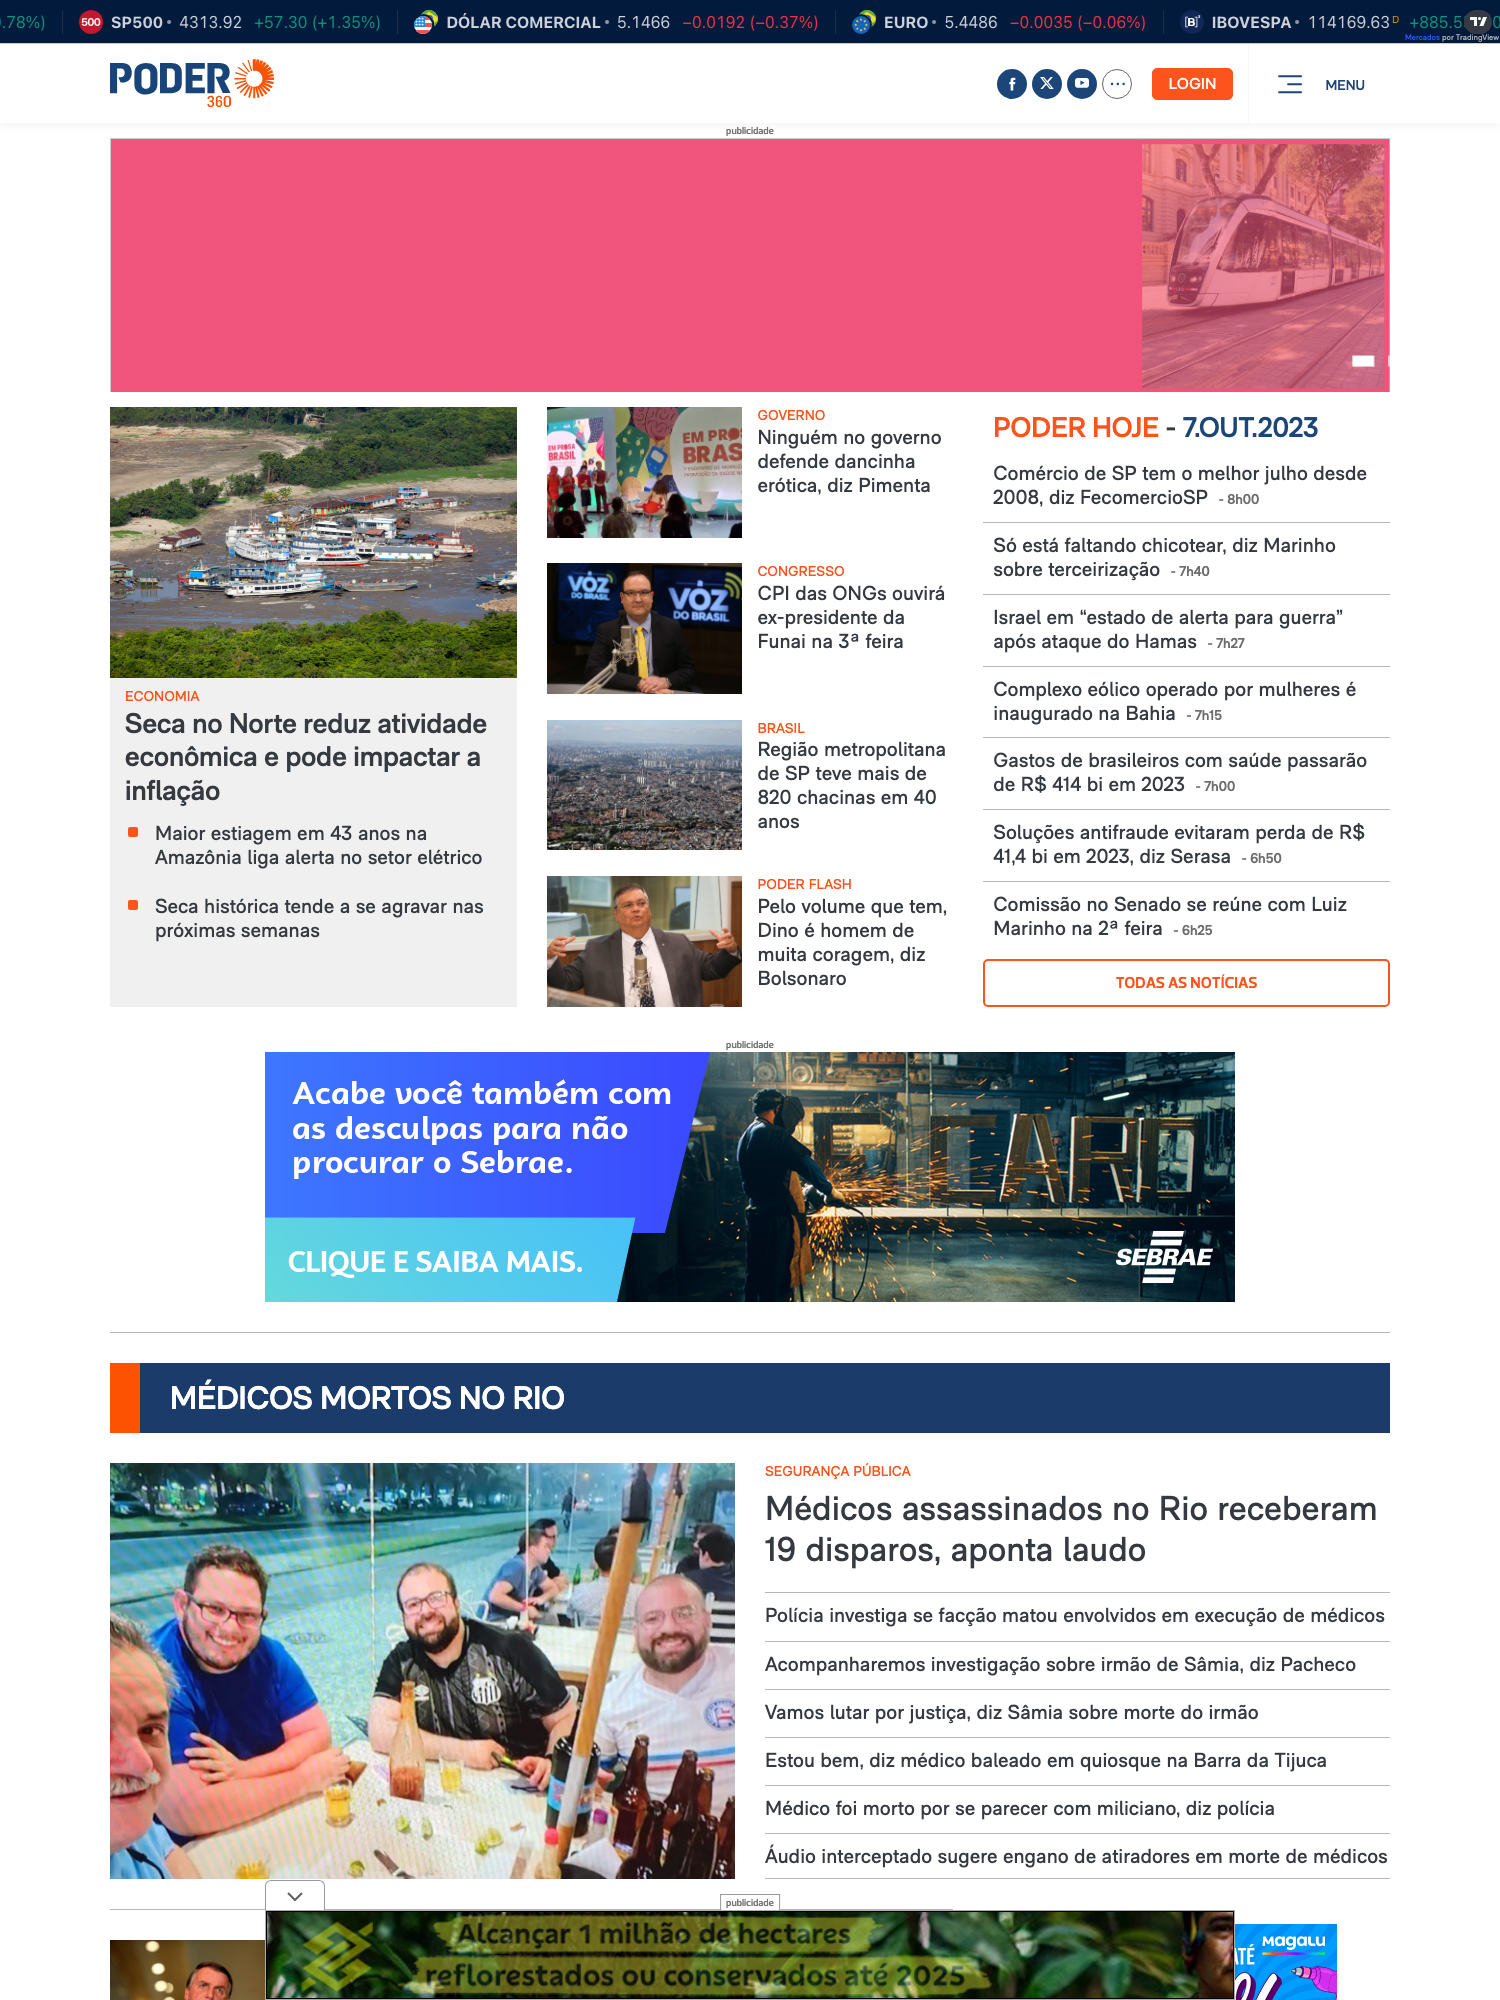 .78%)
SP500 • 4313.92 +57.30 (+1.35%)
DÓLAR COMERCIAL • 5.1466 −0.0192 (−0.37%)
EURO • 5.4486 −0.0035 (−0.06%)
IBOVESPA • 114169.63 D +885.5
Mercados por TradingView
PODER
360
LOGIN
MENU
publicidade
ECONOMIA
Seca no Norte reduz atividade
econômica e pode impactar a
inflação
Maior estiagem em 43 anos na
Amazônia liga alerta no setor elétrico
Seca histórica tende a se agravar nas
próximas semanas
EM PROSA
BRAS
GOVERNO
Ninguém no governo
defende dancinha
erótica, diz Pimenta
VOZ
DO BRASIL
VOZ
DO BRASIL
CONGRESSO
CPI das ONGs ouvirá
ex-presidente da
Funai na 3ª feira
BRASIL
Região metropolitana
de SP teve mais de
820 chacinas em 40
anos
PODER FLASH
Pelo volume que tem,
Dino é homem de
muita coragem, diz
Bolsonaro
PODER HOJE - 7.OUT.2023
Comércio de SP tem o melhor julho desde
2008, diz FecomercioSP - 8h00
Só está faltando chicotear, diz Marinho
sobre terceirização - 7h40
Israel em “estado de alerta para guerra”
após ataque do Hamas - 7h27
Complexo eólico operado por mulheres é
inaugurado na Bahia - 7h15
Gastos de brasileiros com saúde passarão
de R$ 414 bi em 2023 - 7h00
Soluções antifraude evitaram perda de R$
41,4 bi em 2023, diz Serasa - 6h50
Comissão no Senado se reúne com Luiz
Marinho na 2ª feira - 6h25
TODAS AS NOTÍCIAS
publicidade
Acabe você também com
as desculpas para não
procurar o Sebrae.
CLIQUE E SAIBA MAIS.
SEBRAE
MÉDICOS MORTOS NO RIO
SEGURANÇA PÚBLICA
Médicos assassinados no Rio receberam
19 disparos, aponta laudo
Polícia investiga se facção matou envolvidos em execução de médicos
Acompanharemos investigação sobre irmão de Sâmia, diz Pacheco
Vamos lutar por justiça, diz Sâmia sobre morte do irmão
Estou bem, diz médico baleado em quiosque na Barra da Tijuca
Médico foi morto por se parecer com miliciano, diz polícia
Áudio interceptado sugere engano de atiradores em morte de médicos
publicidade
Alcançar 1 milhão de hectares
reflorestados ou conservados até 2025
ATÉ
MAGALU